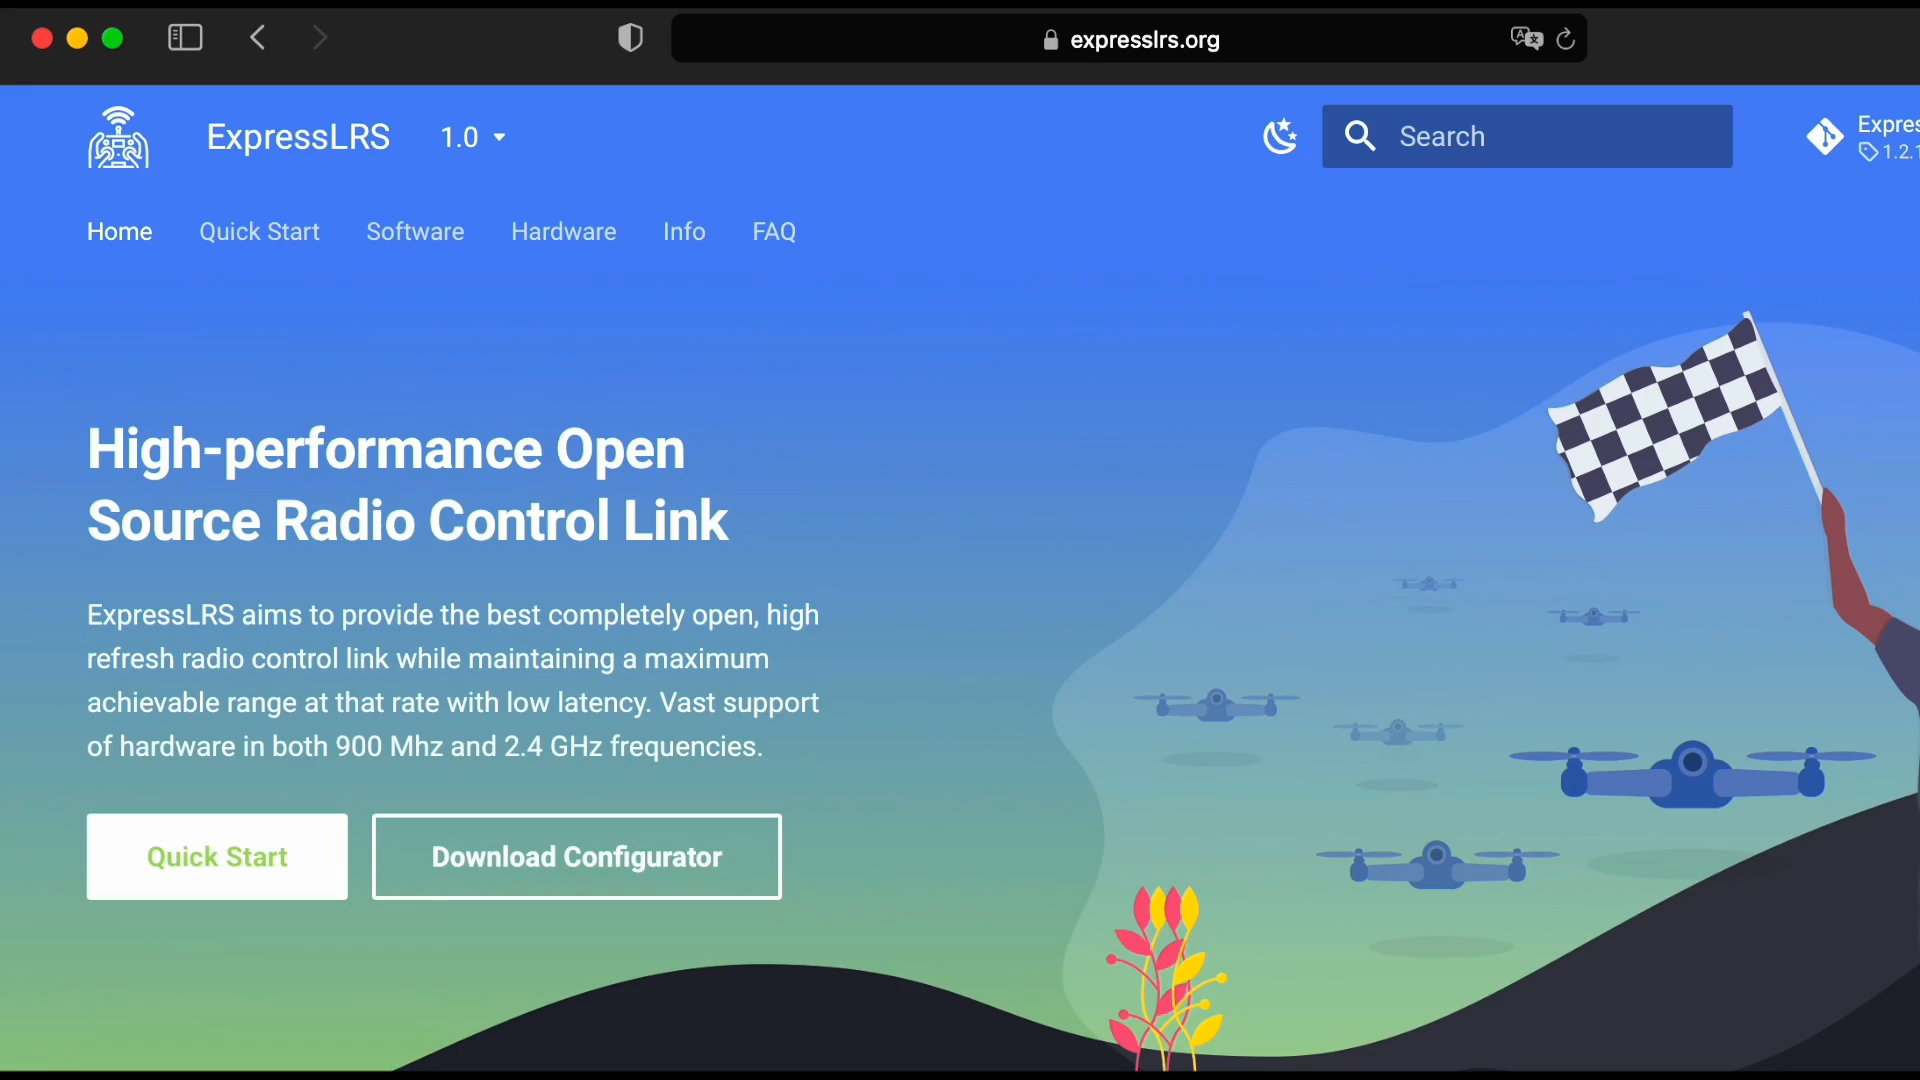 expresslrs.org
ExpressLRS
1.0
Search
Expres
1.2.1
Home
Quick Start
Software
Hardware
Info
FAQ
High-performance Open
Source Radio Control Link
ExpressLRS aims to provide the best completely open, high
refresh radio control link while maintaining a maximum
achievable range at that rate with low latency. Vast support
of hardware in both 900 Mhz and 2.4 GHz frequencies.
Quick Start
Download Configurator